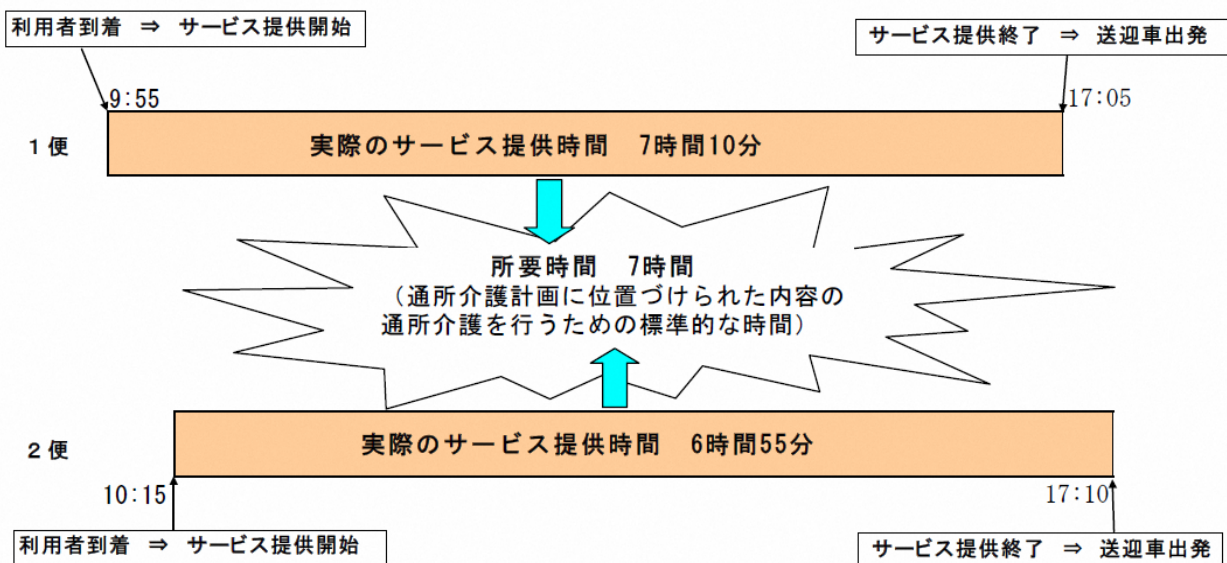 利用者到着 ⇒ サービス提供開始
サービス提供終了 ⇒ 送迎車出発
9:55
17:05
1便
実際のサービス提供時間 7時間10分
所要時間 7時間
(通所介護計画に位置づけられた内容の
通所介護を行うための標準的な時間)
2便
実際のサービス提供時間 6時間55分
10:15
17:10
利用者到着 ⇒ サービス提供開始
サービス提供終了 ⇒ 送迎車出発